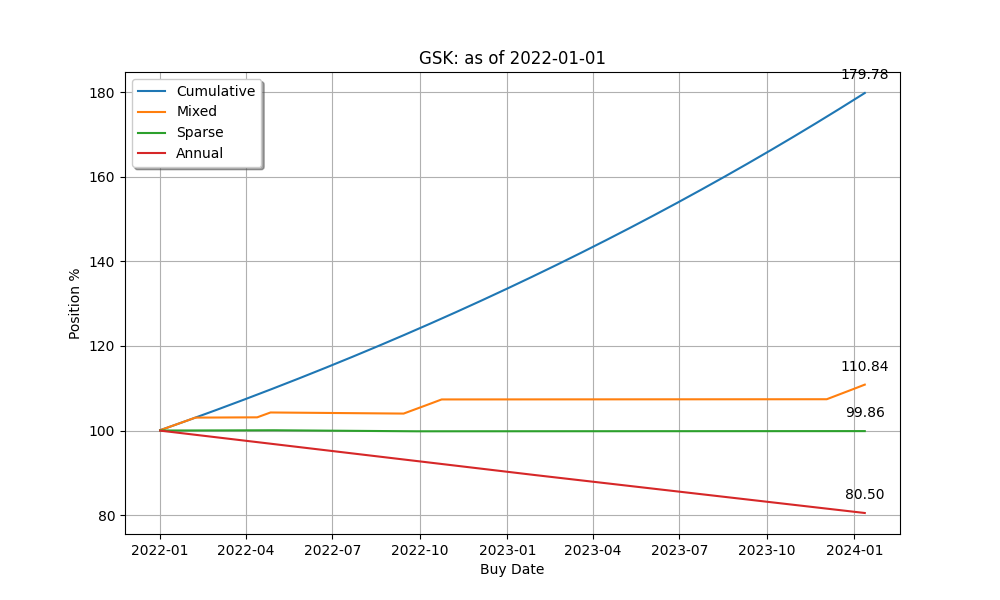 GSK: as of 2022-01-01
Cumulative
Mixed
Sparse
Annual
179.78
110.84
99.86
80.50
180
160
140
120
100
80
Position %
2022-01 2022-04 2022-07 2022-10 2023-01 2023-04 2023-07 2023-10 2024-01
Buy Date